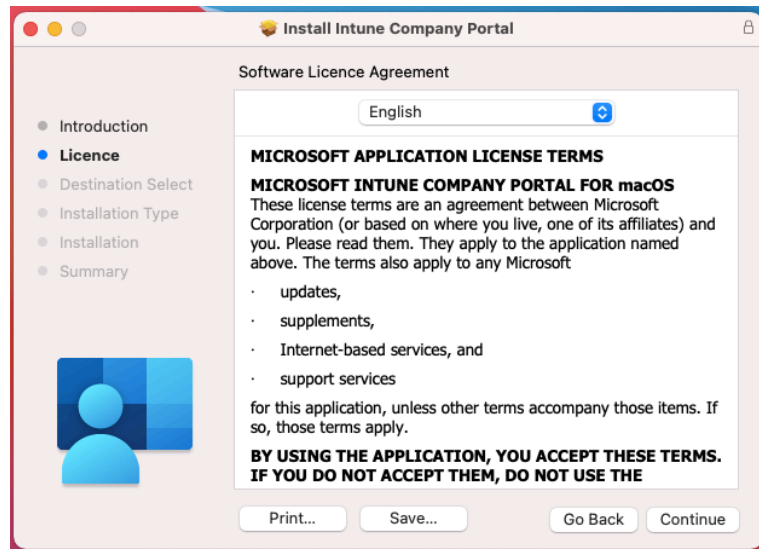 Install Intune Company Portal
Software Licence Agreement
Introduction
Licence
Destination Select
Installation Type
Installation
Summary
English
MICROSOFT APPLICATION LICENSE TERMS
MICROSOFT INTUNE COMPANY PORTAL FOR macOS
These license terms are an agreement between Microsoft
Corporation (or based on where you live, one of its affiliates) and
you. Please read them. They apply to the application named
above. The terms also apply to any Microsoft
· updates,
· supplements,
· Internet-based services, and
· support services
for this application, unless other terms accompany those items. If
so, those terms apply.
BY USING THE APPLICATION, YOU ACCEPT THESE TERMS.
IF YOU DO NOT ACCEPT THEM, DO NOT USE THE
Print... Save... Go Back Continue